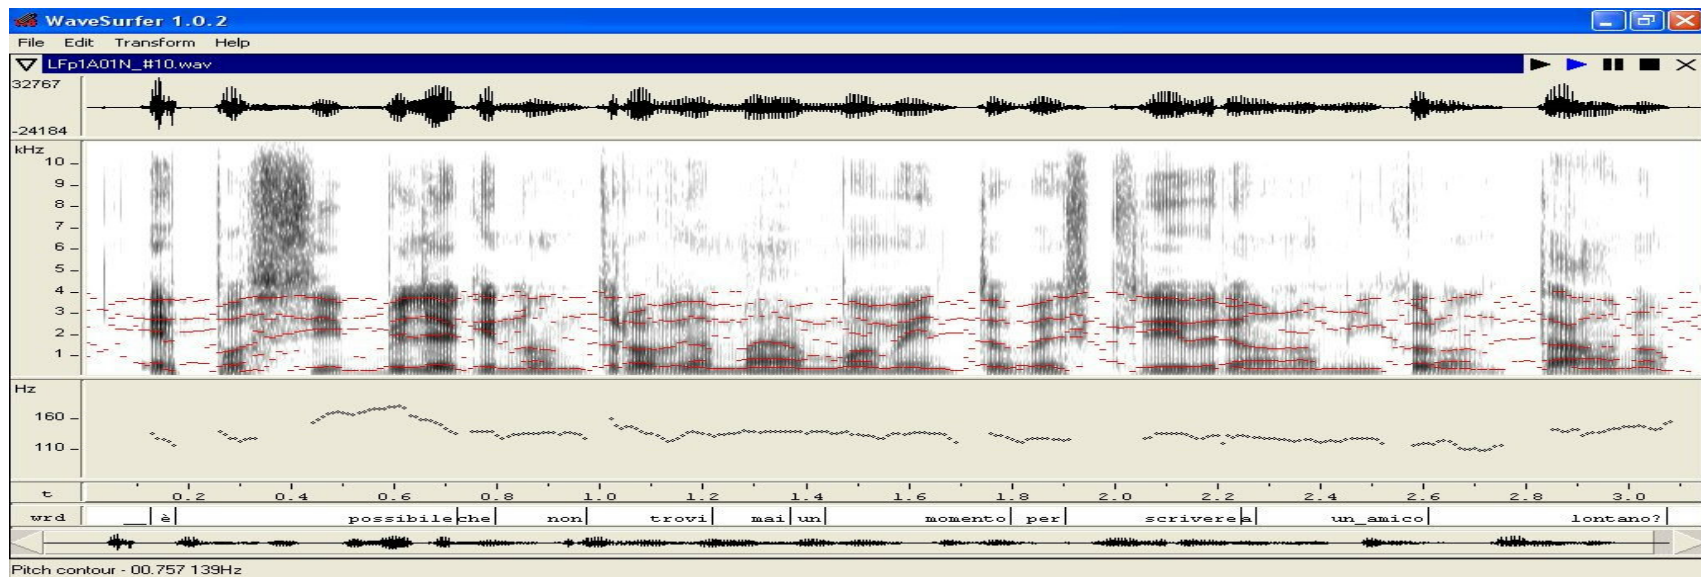 WaveSurfer 1.0.2
File Edit Transform Help
LFp1A01N_#10.wav
32767
-24184
kHz
10
9
8
7
6
5
4
3
2
1
Hz
160
110
t 0.2 0.4 0.6 0.8 1.0 1.2 1.4 1.6 1.8 2.0 2.2 2.4 2.6 2.8 3.0
wrd __ è possibile che non trovi mai un momento per scrivere a un_amico lontano?
Pitch contour - 00.757 139Hz